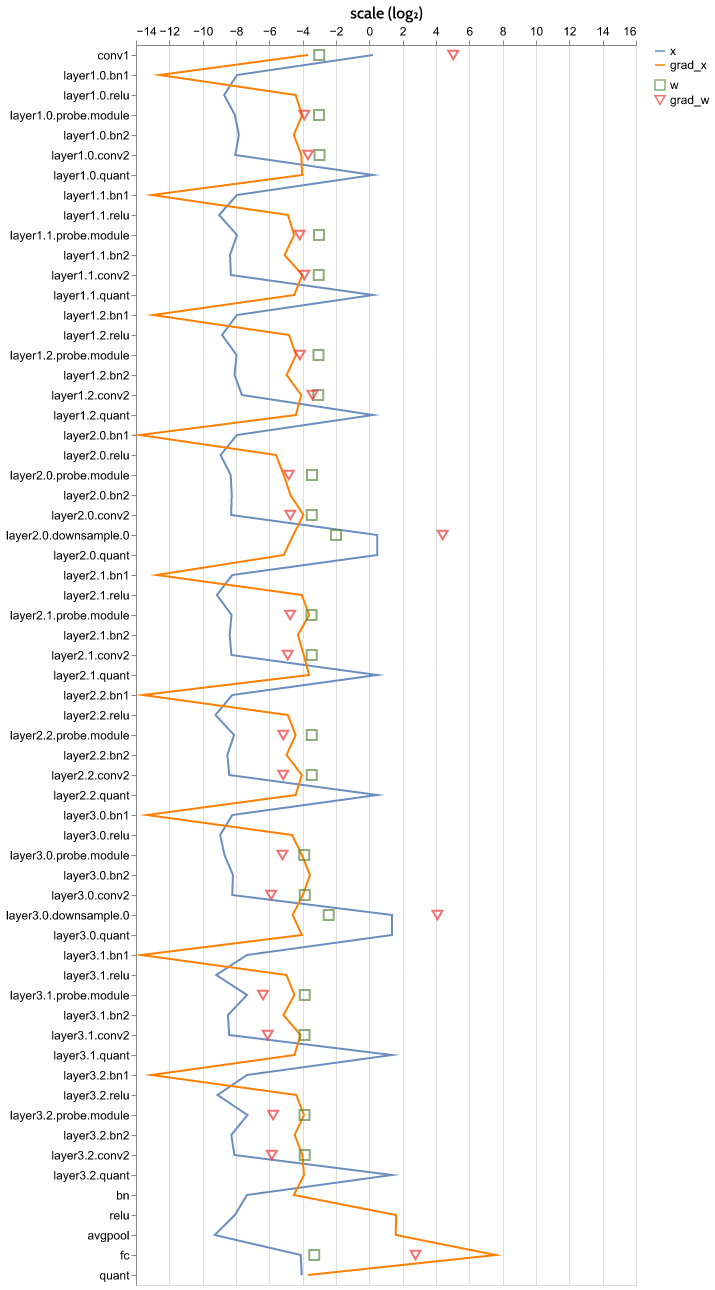 scale (log₂)
−14 −12 −10 −8 −6 −4 −2 0 2 4 6 8 10 12 14 16
x
grad_x
w
grad_w
conv1
layer1.0.bn1
layer1.0.relu
layer1.0.probe.module
layer1.0.bn2
layer1.0.conv2
layer1.0.quant
layer1.1.bn1
layer1.1.relu
layer1.1.probe.module
layer1.1.bn2
layer1.1.conv2
layer1.1.quant
layer1.2.bn1
layer1.2.relu
layer1.2.probe.module
layer1.2.bn2
layer1.2.conv2
layer1.2.quant
layer2.0.bn1
layer2.0.relu
layer2.0.probe.module
layer2.0.bn2
layer2.0.conv2
layer2.0.downsample.0
layer2.0.quant
layer2.1.bn1
layer2.1.relu
layer2.1.probe.module
layer2.1.bn2
layer2.1.conv2
layer2.1.quant
layer2.2.bn1
layer2.2.relu
layer2.2.probe.module
layer2.2.bn2
layer2.2.conv2
layer2.2.quant
layer3.0.bn1
layer3.0.relu
layer3.0.probe.module
layer3.0.bn2
layer3.0.conv2
layer3.0.downsample.0
layer3.0.quant
layer3.1.bn1
layer3.1.relu
layer3.1.probe.module
layer3.1.bn2
layer3.1.conv2
layer3.1.quant
layer3.2.bn1
layer3.2.relu
layer3.2.probe.module
layer3.2.bn2
layer3.2.conv2
layer3.2.quant
bn
relu
avgpool
fc
quant